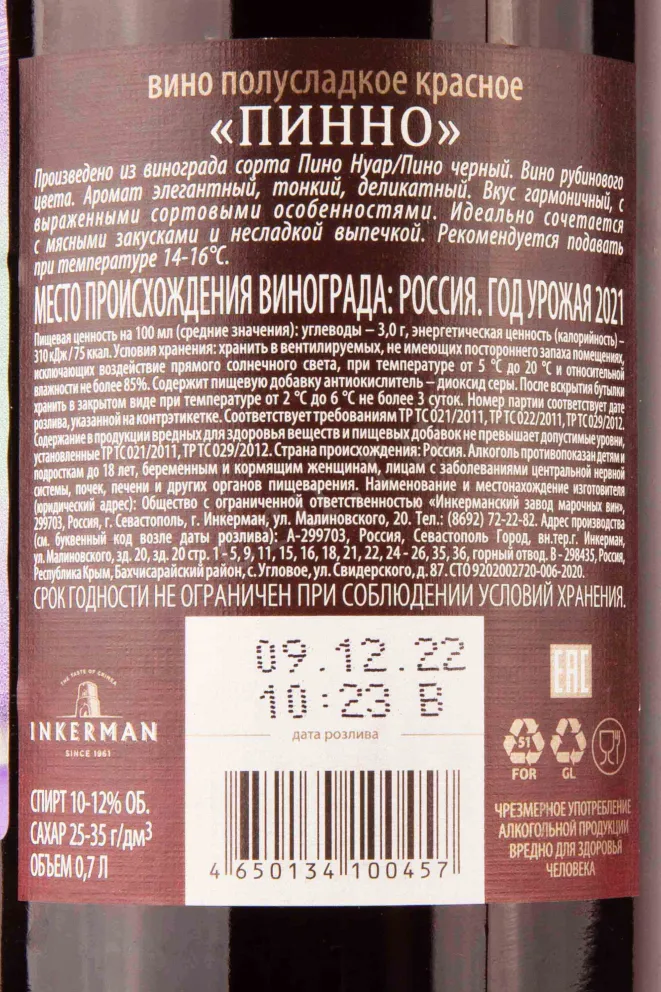 вино полусладкое красное
«ПИННО»
Произведено из винограда сорта Пино Нуар/Пино черный. Вино рубинового
цвета. Аромат элегантный, тонкий, деликатный. Вкус гармоничный, с
выраженными сортовыми особенностями. Идеально сочетается
с мясными закусками и несладкой выпечкой. Рекомендуется подавать
при температуре 14-16°С.
МЕСТО ПРОИСХОЖДЕНИЯ ВИНОГРАДА: РОССИЯ. ГОД УРОЖАЯ 2021
Пищевая ценность на 100 мл (средние значения): углеводы – 3,0 г, энергетическая ценность (калорийность) –
310 кДж / 75 ккал. Условия хранения: хранить в вентилируемых, не имеющих постороннего запаха помещениях,
исключающих воздействие прямого солнечного света, при температуре от 5 °С до 20 °С и относительной
влажности не более 85%. Содержит пищевую добавку антиокислитель – диоксид серы. После вскрытия бутылки
хранить в закрытом виде при температуре от 2 °С до 6 °С не более 3 суток. Номер партии соответствует дате
розлива, указанной на контрэтикетке. Соответствует требованиям ТР ТС 021/2011, ТР ТС 022/2011, ТР ТС 029/2012.
Содержание в продукции вредных для здоровья веществ и пищевых добавок не превышает допустимые уровни,
установленные ТР ТС 021/2011, ТР ТС 029/2012. Страна происхождения: Россия. Алкоголь противопоказан детям и
подросткам до 18 лет, беременным и кормящим женщинам, лицам с заболеваниями центральной нервной
системы, почек, печени и других органов пищеварения. Наименование и местонахождение изготовителя
(юридический адрес): Общество с ограниченной ответственностью «Инкерманский завод марочных вин»,
299703, Россия, г. Севастополь, г. Инкерман, ул. Малиновского, 20. Тел.: (8692) 72-22-82. Адрес производства
(см. буквенный код возле даты розлива): А-299703, Россия, Севастополь Город, вн.тер.г. Инкерман,
ул. Малиновского, зд. 20, зд. 20 стр. 1 - 5, 9, 11, 15, 16, 18, 21, 22, 24 - 26, 35, 36, горный отвод. В - 298435, Россия,
Республика Крым, Бахчисарайский район, с. Угловое, ул. Свидерского, д. 87. СТО 9202002720-006-2020.
СРОК ГОДНОСТИ НЕ ОГРАНИЧЕН ПРИ СОБЛЮДЕНИИ УСЛОВИЙ ХРАНЕНИЯ.
09.12.22
10:23 В
дата розлива
4 650134 100457
THE TASTE OF CRIMEA
INKERMAN
SINCE 1961
СПИРТ 10-12% ОБ.
САХАР 25-35 г/дм³
ОБЪЕМ 0,7 Л
EAC
51
FOR
GL
ЧРЕЗМЕРНОЕ УПОТРЕБЛЕНИЕ
АЛКОГОЛЬНОЙ ПРОДУКЦИИ
ВРЕДНО ДЛЯ ЗДОРОВЬЯ
ЧЕЛОВЕКА